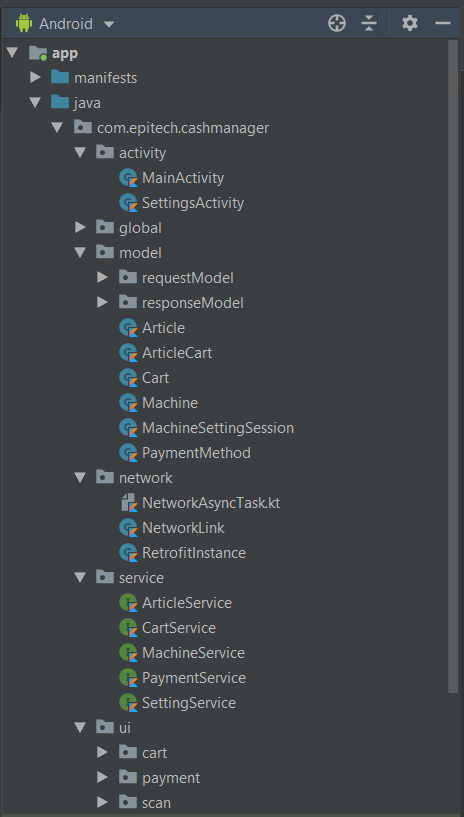 Android
app
manifests
java
com.epitech.cashmanager
activity
MainActivity
SettingsActivity
global
model
requestModel
responseModel
Article
ArticleCart
Cart
Machine
MachineSettingSession
PaymentMethod
network
NetworkAsyncTask.kt
NetworkLink
RetrofitInstance
service
ArticleService
CartService
MachineService
PaymentService
SettingService
ui
cart
payment
scan